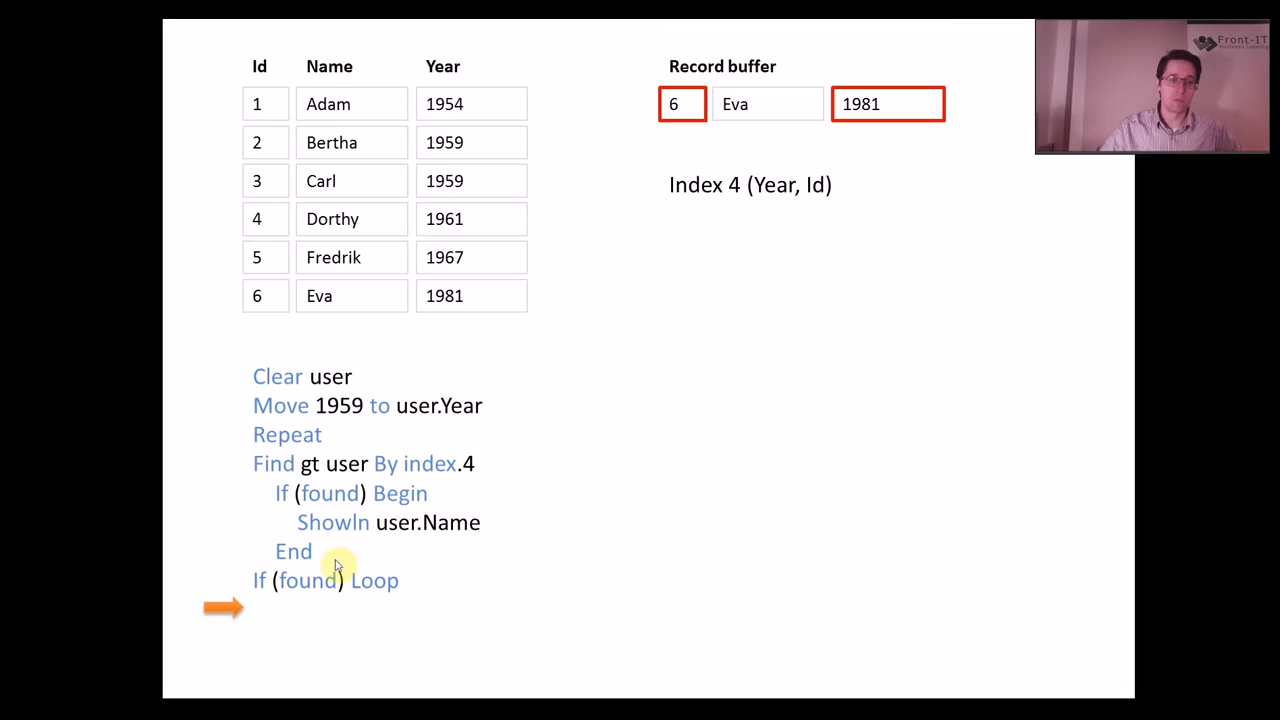 Id Name Year
1 Adam 1954
2 Bertha 1959
3 Carl 1959
4 Dorthy 1961
5 Fredrik 1967
6 Eva 1981
Record buffer
6 Eva 1981
Index 4 (Year, Id)
Clear user
Move 1959 to user.Year
Repeat
Find gt user By index.4
If (found) Begin
Showln user.Name
End
If (found) Loop
Front-IT